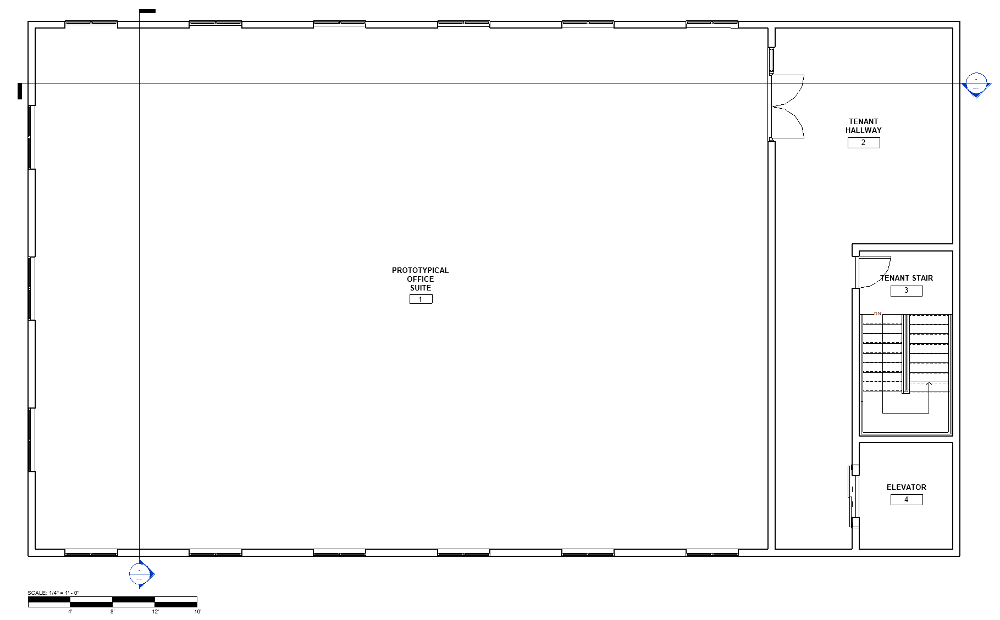 TENANT
HALLWAY
2
PROTOTYPICAL
OFFICE
SUITE
1
TENANT STAIR
3
DN
ELEVATOR
4
-
---
-
---
SCALE: 1/4" = 1' - 0"
4' 8' 12' 16'